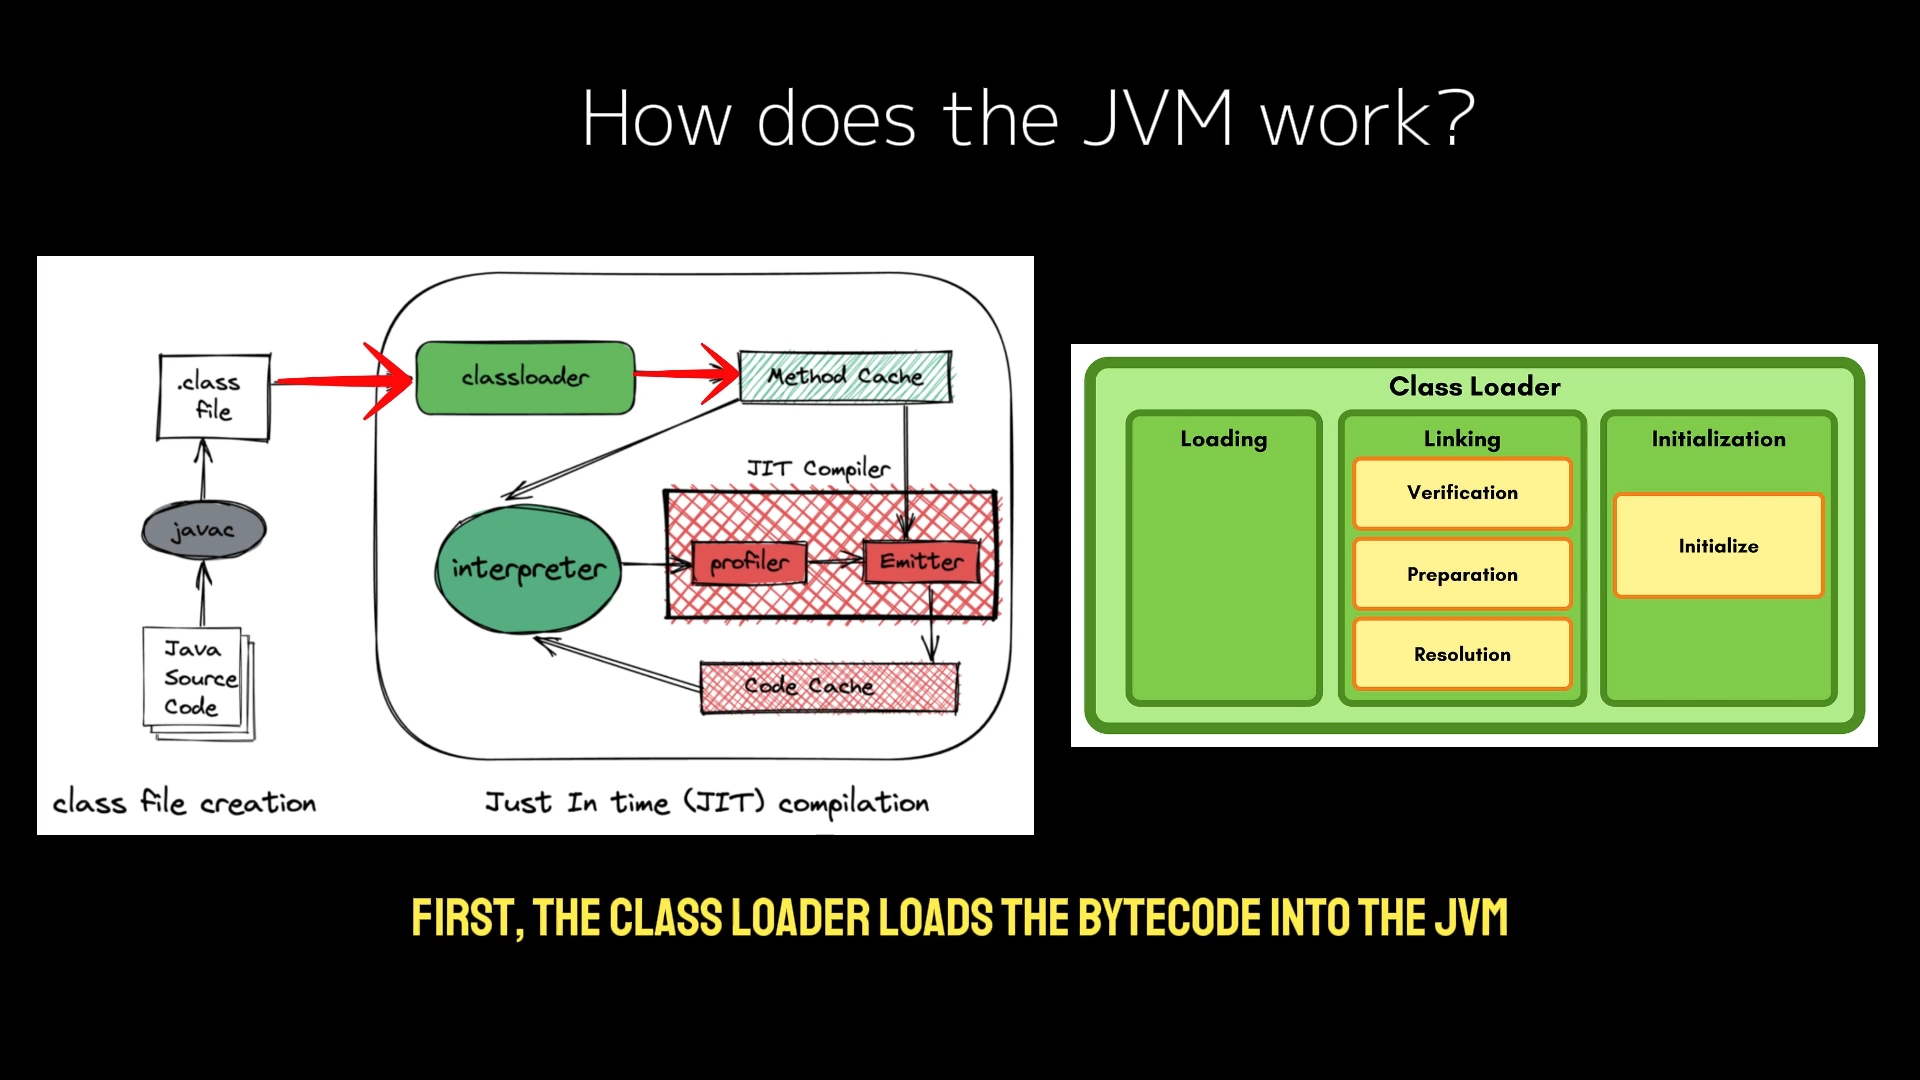 How does the JVM work?
.class
file
javac
Java
Source
Code
class file creation
classloader
Method Cache
JIT Compiler
interpreter
profiler
Emitter
Code Cache
Just In time (JIT) compilation
Class Loader
Loading
Linking
Verification
Preparation
Resolution
Initialization
Initialize
FIRST, THE CLASS LOADER LOADS THE BYTECODE INTO THE JVM